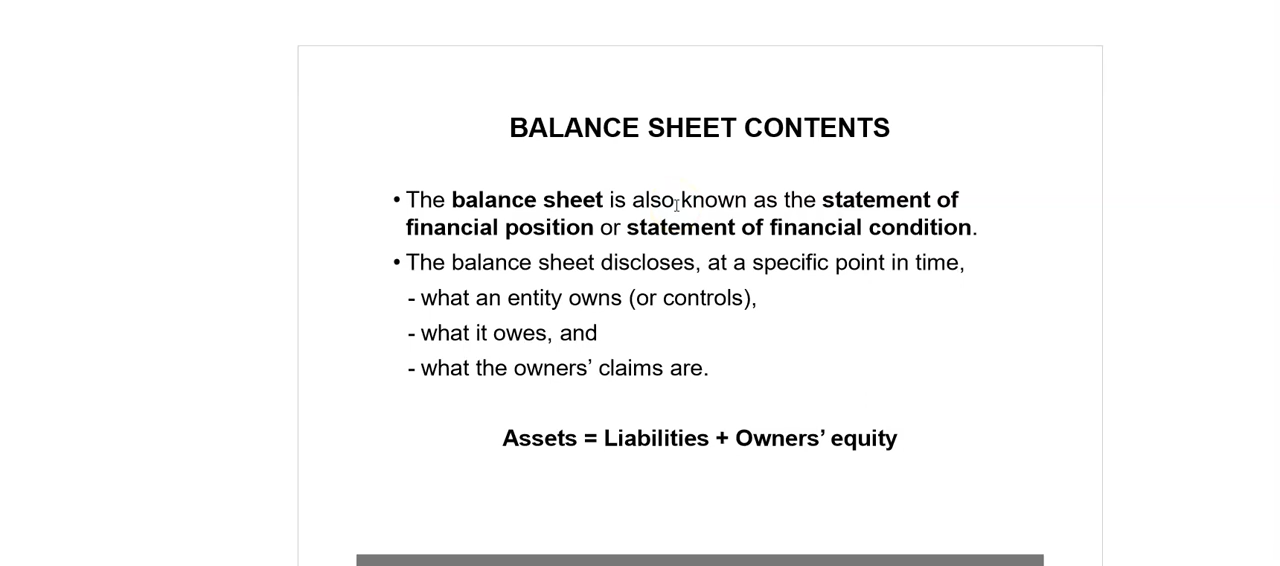 BALANCE SHEET CONTENTS
• The balance sheet is also known as the statement of
financial position or statement of financial condition.
• The balance sheet discloses, at a specific point in time,
- what an entity owns (or controls),
- what it owes, and
- what the owners’ claims are.
Assets = Liabilities + Owners’ equity